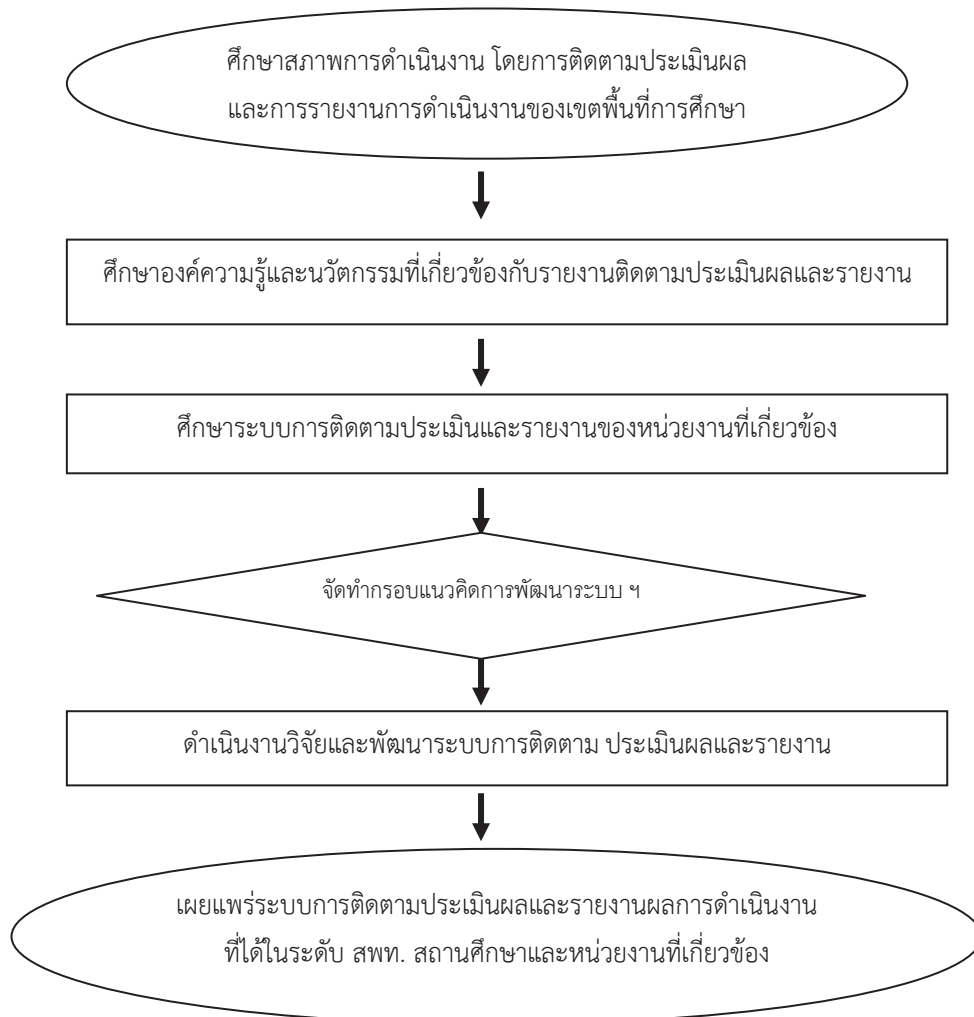 ศึกษาสภาพการดำเนินงาน โดยการติดตามประเมินผล
และการรายงานการดำเนินงานของเขตพื้นที่การศึกษา
ศึกษาองค์ความรู้และนวัตกรรมที่เกี่ยวข้องกับรายงานติดตามประเมินผลและรายงาน
ศึกษาระบบการติดตามประเมินและรายงานของหน่วยงานที่เกี่ยวข้อง
จัดทำกรอบแนวคิดการพัฒนาระบบ ฯ
ดำเนินงานวิจัยและพัฒนาระบบการติดตาม ประเมินผลและรายงาน
เผยแพร่ระบบการติดตามประเมินผลและรายงานผลการดำเนินงาน
ที่ได้ในระดับ สพท. สถานศึกษาและหน่วยงานที่เกี่ยวข้อง